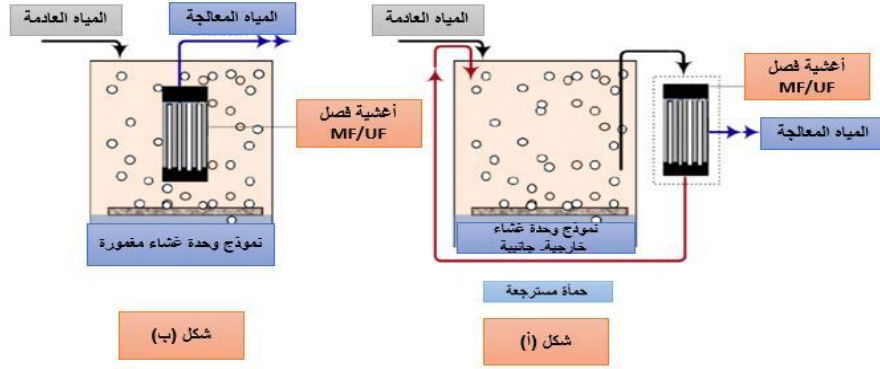 المياه العادمة
أغشية فصل
MF/UF
المياه المعالجة
نموذج وحدة غشاء
خارجية- جانبية
حمأة مسترجعة
شكل (أ)
المياه العادمة
المياه المعالجة
أغشية فصل
MF/UF
نموذج وحدة غشاء مغمورة
شكل (ب)